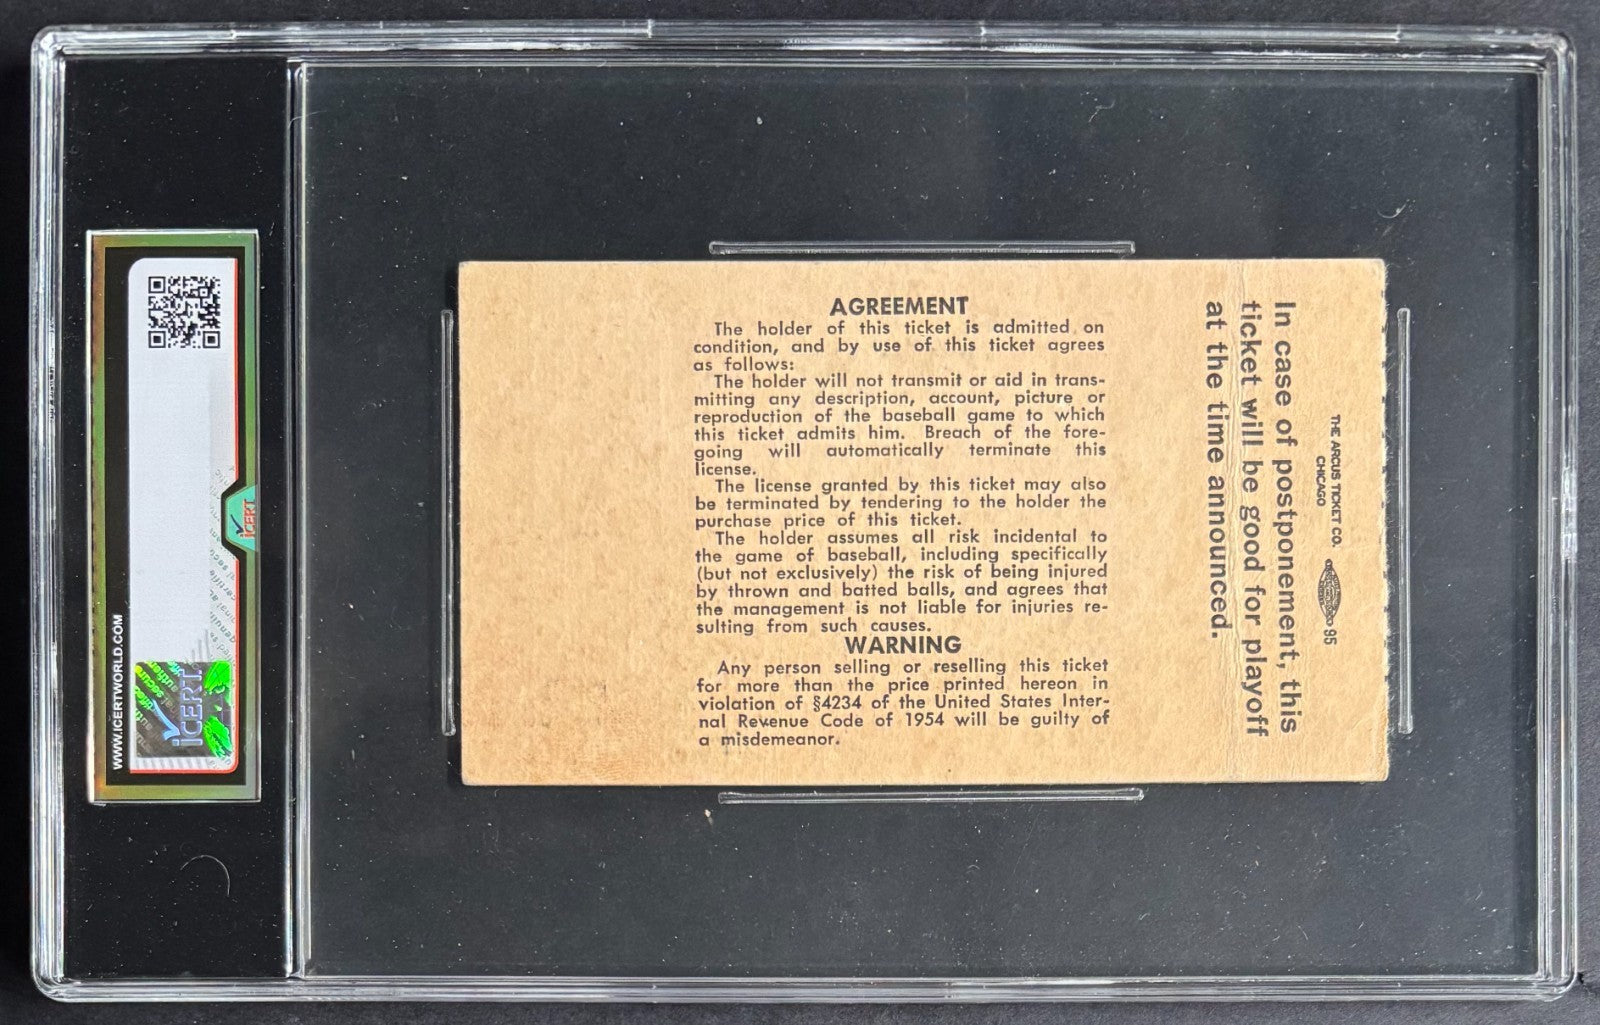 AGREEMENT
The holder of this ticket is admitted on
condition, and by use of this ticket agrees
as follows:
The holder will not transmit or aid in trans-
mitting any description, account, picture or
reproduction of the baseball game to which
this ticket admits him. Breach of the fore-
going will automatically terminate this
license.
The license granted by this ticket may also
be terminated by tendering to the holder the
purchase price of this ticket.
The holder assumes all risk incidental to
the game of baseball, including specifically
(but not exclusively) the risk of being injured
by thrown and batted balls, and agrees that
the management is not liable for injuries re-
sulting from such causes.
WARNING
Any person selling or reselling this ticket
for more than the price printed hereon in
violation of §4234 of the United States Inter-
nal Revenue Code of 1954 will be guilty of
a misdemeanor.
In case of postponement, this
ticket will be good for playoff
at the time announced.
THE ARCUS TICKET CO.
CHICAGO
95
WWW.ICERTWORLD.COM
iCERT
iCERT